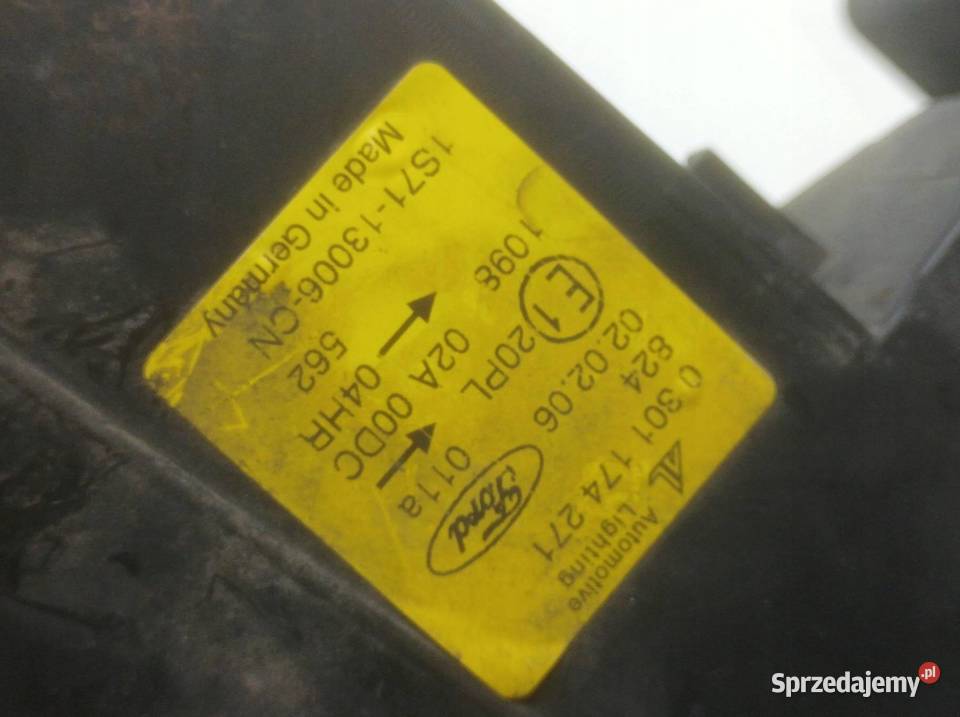 Automotive
Lighting
0 301 174 271
824
02.02.06
Ford
E1
20PL
1 098
011a
02A 00DC
04HR
562
1S71-13006-CN
Made in Germany
Sprzedajemy.pl